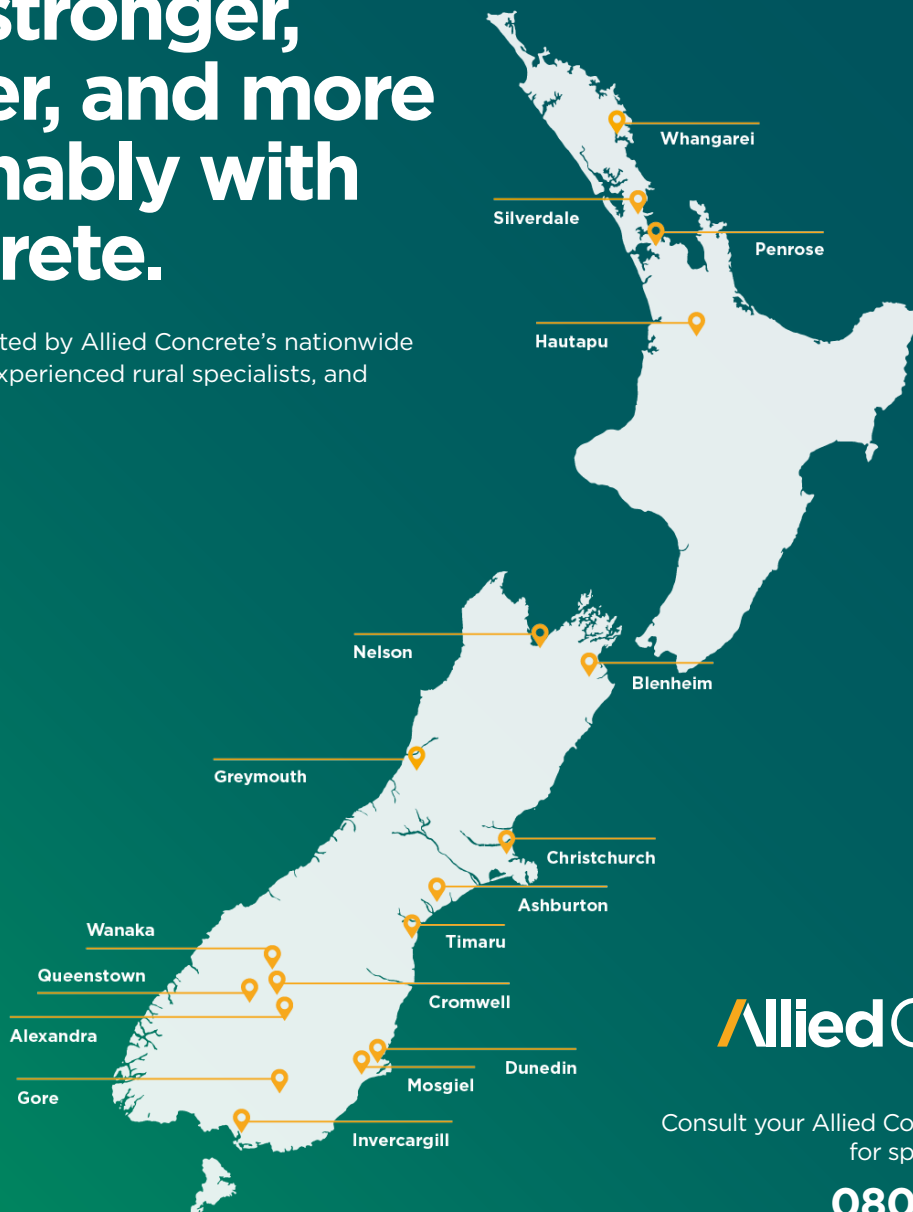 stronger,
er, and more
nably with
rete.
ted by Allied Concrete’s nationwide
xperienced rural specialists, and
Whangarei
Silverdale
Penrose
Hautapu
Nelson
Blenheim
Greymouth
Christchurch
Ashburton
Timaru
Wanaka
Queenstown
Cromwell
Alexandra
Dunedin
Mosgiel
Gore
Invercargill
Allied C
Consult your Allied Co
for sp
080